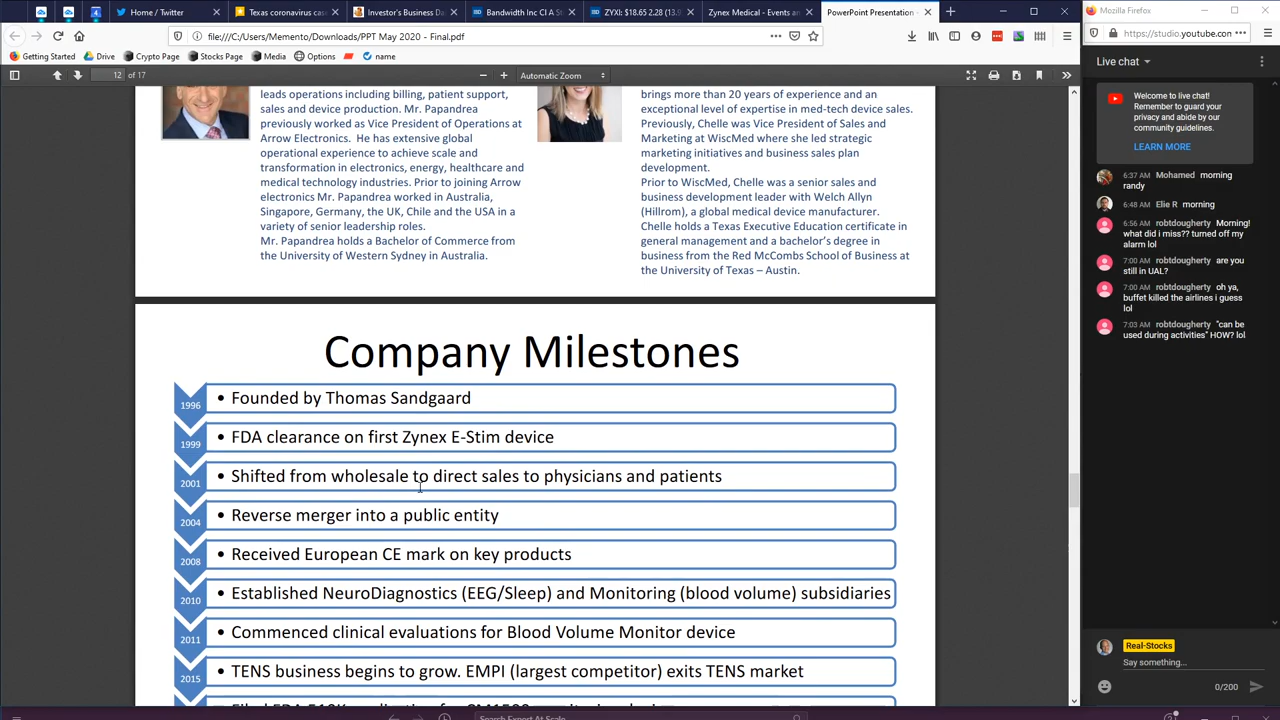 Home / Twitter
Texas coronavirus cas
Investor's Business Da
Bandwidth Inc Cl A St
ZYXI: $18.65 2.28 (13.9
Zynex Medical - Events an
PowerPoint Presentation
Mozilla Firefox
file:///C:/Users/Memento/Downloads/PPT May 2020 - Final.pdf
https://studio.youtube.con
Getting Started
Drive
Crypto Page
Stocks Page
Media
Options
name
Live chat
12 of 17
Automatic Zoom
leads operations including billing, patient support,
sales and device production. Mr. Papandrea
previously worked as Vice President of Operations at
Arrow Electronics. He has extensive global
operational experience to achieve scale and
transformation in electronics, energy, healthcare and
medical technology industries. Prior to joining Arrow
electronics Mr. Papandrea worked in Australia,
Singapore, Germany, the UK, Chile and the USA in a
variety of senior leadership roles.
Mr. Papandrea holds a Bachelor of Commerce from
the University of Western Sydney in Australia.
brings more than 20 years of experience and an
exceptional level of expertise in med-tech device sales.
Previously, Chelle was Vice President of Sales and
Marketing at WiscMed where she led strategic
marketing initiatives and business sales plan
development.
Prior to WiscMed, Chelle was a senior sales and
business development leader with Welch Allyn
(Hillrom), a global medical device manufacturer.
Chelle holds a Texas Executive Education certificate in
general management and a bachelor's degree in
business from the Red McCombs School of Business at
the University of Texas – Austin.
Company Milestones
1996 • Founded by Thomas Sandgaard
1999 • FDA clearance on first Zynex E-Stim device
2001 • Shifted from wholesale to direct sales to physicians and patients
2004 • Reverse merger into a public entity
2008 • Received European CE mark on key products
2010 • Established NeuroDiagnostics (EEG/Sleep) and Monitoring (blood volume) subsidiaries
2011 • Commenced clinical evaluations for Blood Volume Monitor device
2015 • TENS business begins to grow. EMPI (largest competitor) exits TENS market
Welcome to live chat!
Remember to guard your
privacy and abide by our
community guidelines.
LEARN MORE
6:37 AM Mohamed morning
randy
6:48 AM Elie R morning
6:56 AM robtdougherty Morning!
what did i miss?? turned off my
alarm lol
7:00 AM robtdougherty are you
still in UAL?
7:00 AM robtdougherty oh ya,
buffet killed the airlines i guess
lol
7:03 AM robtdougherty "can be
used during activities" HOW? lol
Real-Stocks
Say something...
0/200